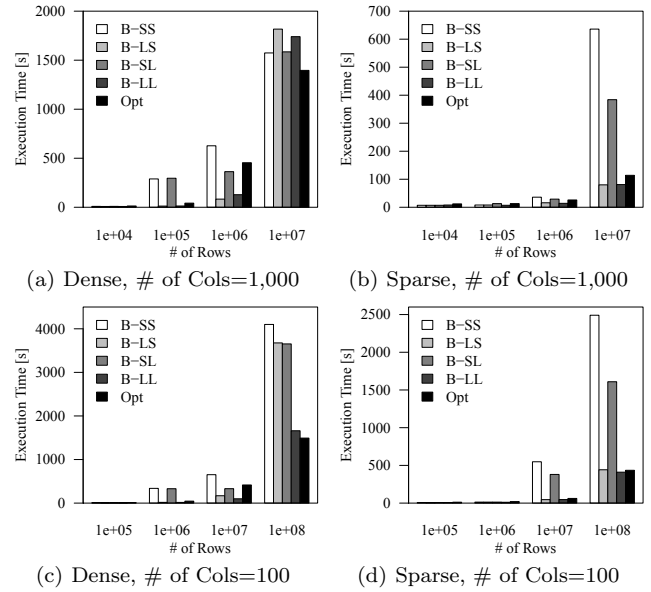 2000
1500
1000
500
0
Execution Time [s]
B−SS
B−LS
B−SL
B−LL
Opt
1e+04 1e+05 1e+06 1e+07
# of Rows
(a) Dense, # of Cols=1,000
700
600
500
400
300
200
100
0
Execution Time [s]
B−SS
B−LS
B−SL
B−LL
Opt
1e+04 1e+05 1e+06 1e+07
# of Rows
(b) Sparse, # of Cols=1,000
4000
3000
2000
1000
0
Execution Time [s]
B−SS
B−LS
B−SL
B−LL
Opt
1e+05 1e+06 1e+07 1e+08
# of Rows
(c) Dense, # of Cols=100
2500
2000
1500
1000
500
0
Execution Time [s]
B−SS
B−LS
B−SL
B−LL
Opt
1e+05 1e+06 1e+07 1e+08
# of Rows
(d) Sparse, # of Cols=100